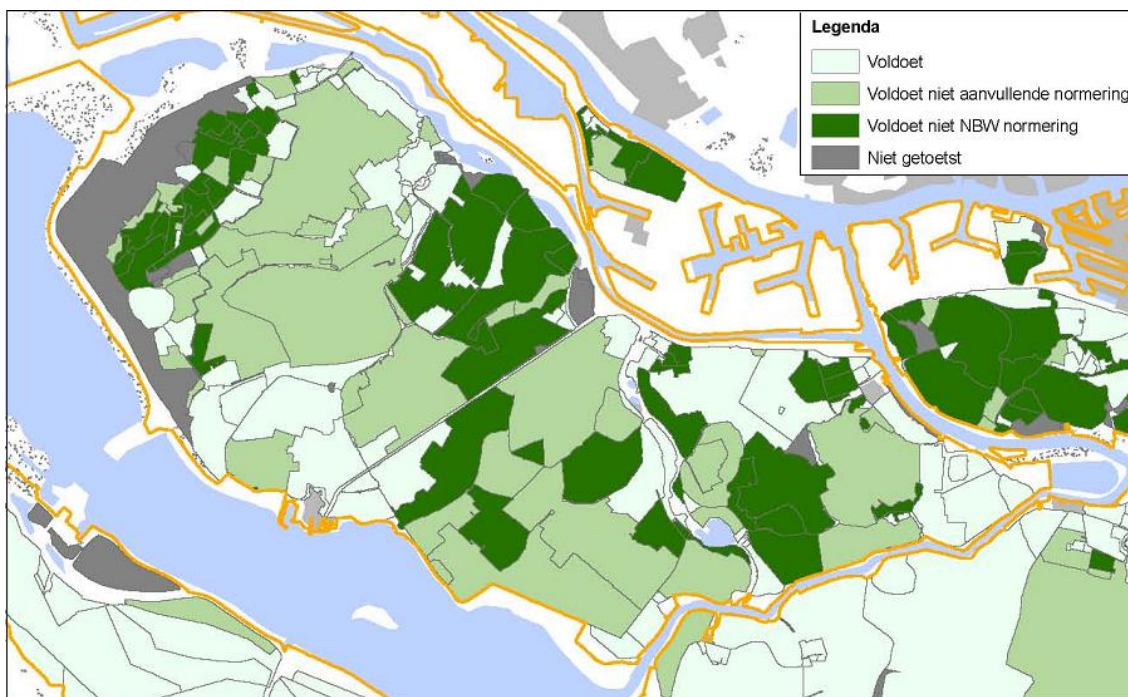 Legenda
Voldoet
Voldoet niet aanvullende normering
Voldoet niet NBW normering
Niet getoetst